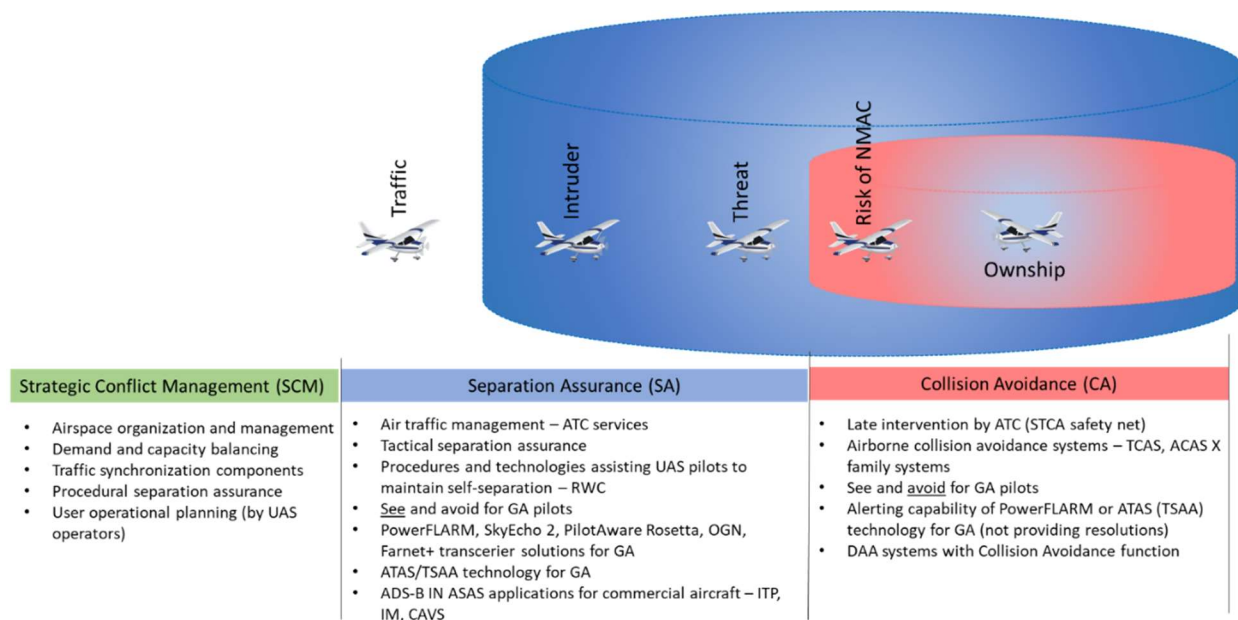 Traffic
Intruder
Threat
Risk of NMAC
Ownship
Strategic Conflict Management (SCM)
• Airspace organization and management
• Demand and capacity balancing
• Traffic synchronization components
• Procedural separation assurance
• User operational planning (by UAS
operators)
Separation Assurance (SA)
• Air traffic management – ATC services
• Tactical separation assurance
• Procedures and technologies assisting UAS pilots to
maintain self-separation – RWC
• See and avoid for GA pilots
• PowerFLARM, SkyEcho 2, PilotAware Rosetta, OGN,
Farnet+ transcerier solutions for GA
• ATAS/TSAA technology for GA
• ADS-B IN ASAS applications for commercial aircraft – ITP,
IM, CAVS
Collision Avoidance (CA)
• Late intervention by ATC (STCA safety net)
• Airborne collision avoidance systems – TCAS, ACAS X
family systems
• See and avoid for GA pilots
• Alerting capability of PowerFLARM or ATAS (TSAA)
technology for GA (not providing resolutions)
• DAA systems with Collision Avoidance function